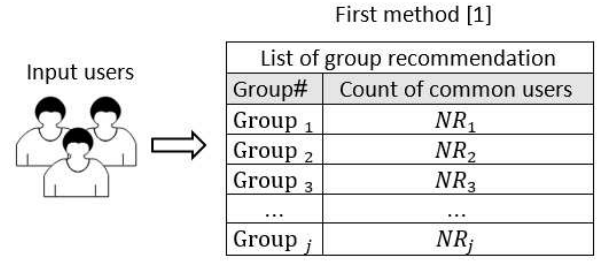 First method [1]
Input users
List of group recommendation
Group# Count of common users
Group 1 NR1
Group 2 NR2
Group 3 NR3
... ...
Group j NRj